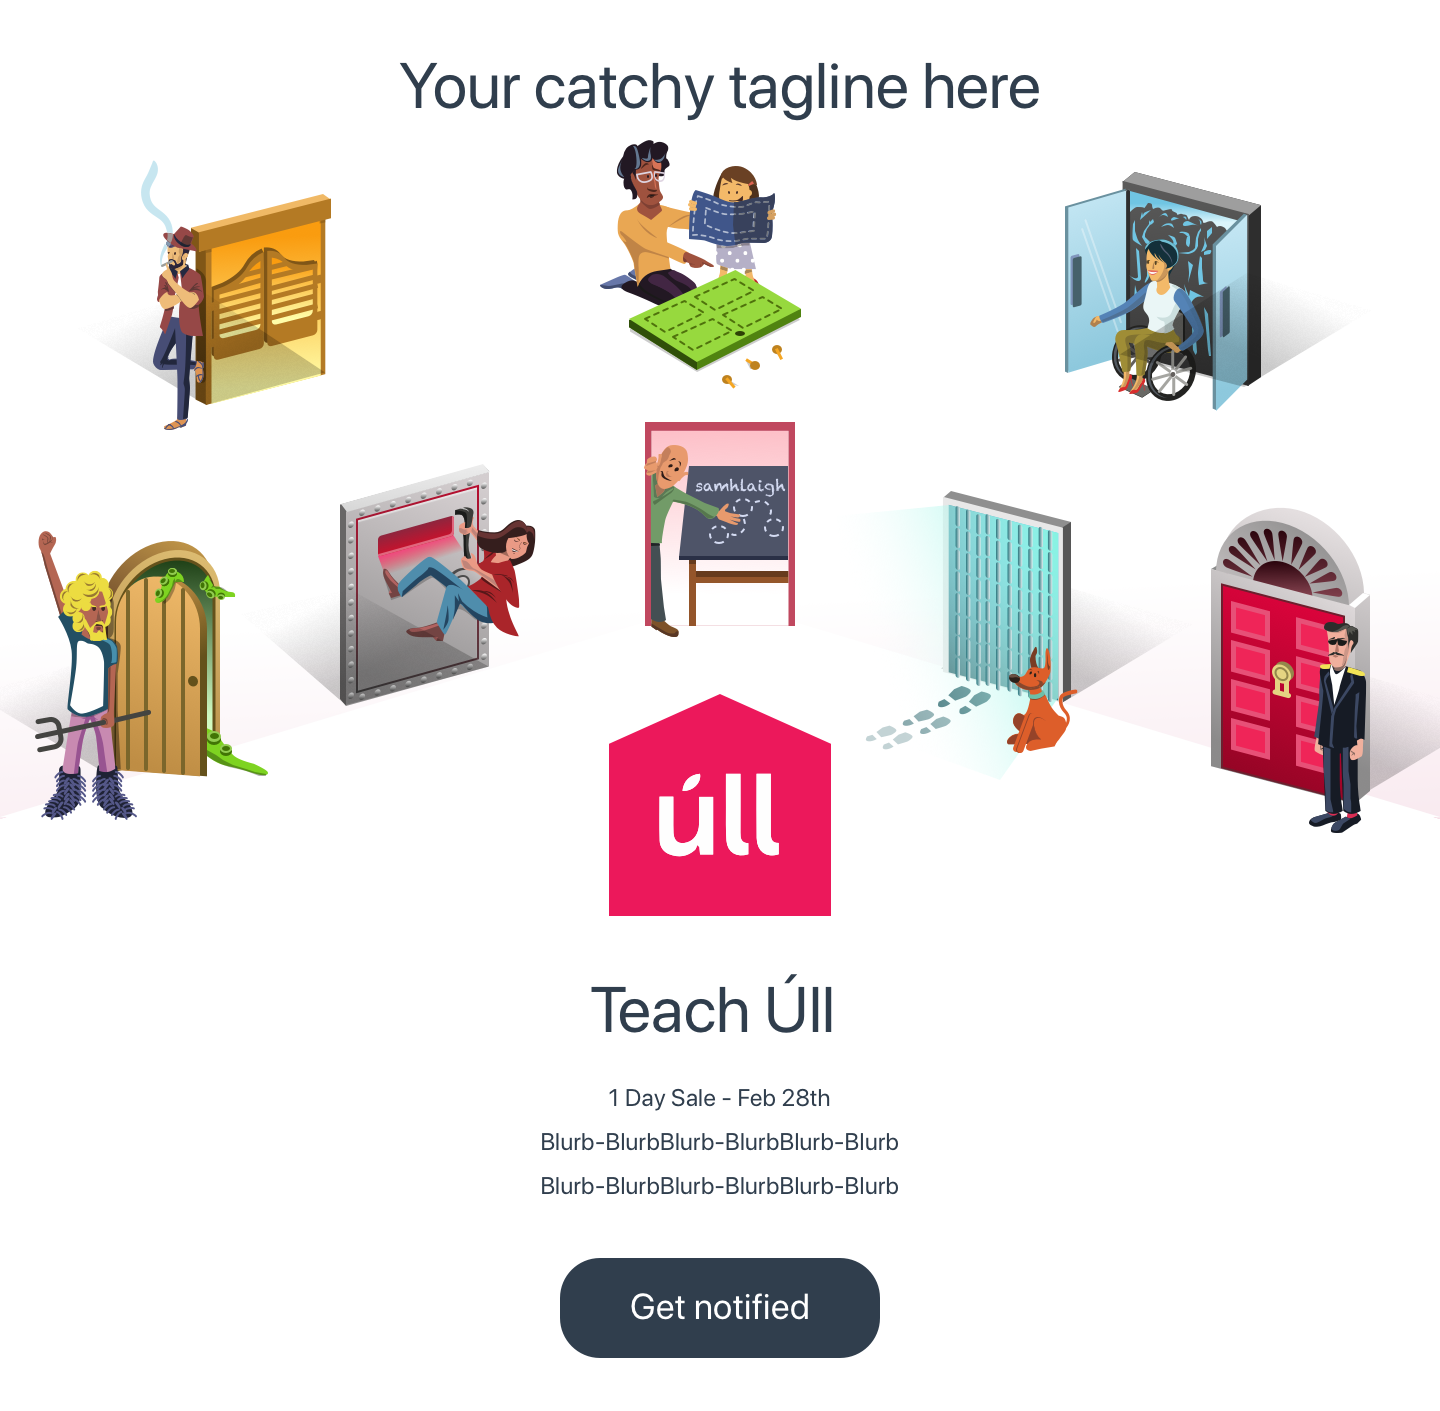 Your catchy tagline here
samhlaigh
úll
Teach Úll
1 Day Sale - Feb 28th
Blurb-BlurbBlurb-BlurbBlurb-Blurb
Blurb-BlurbBlurb-BlurbBlurb-Blurb
Get notified